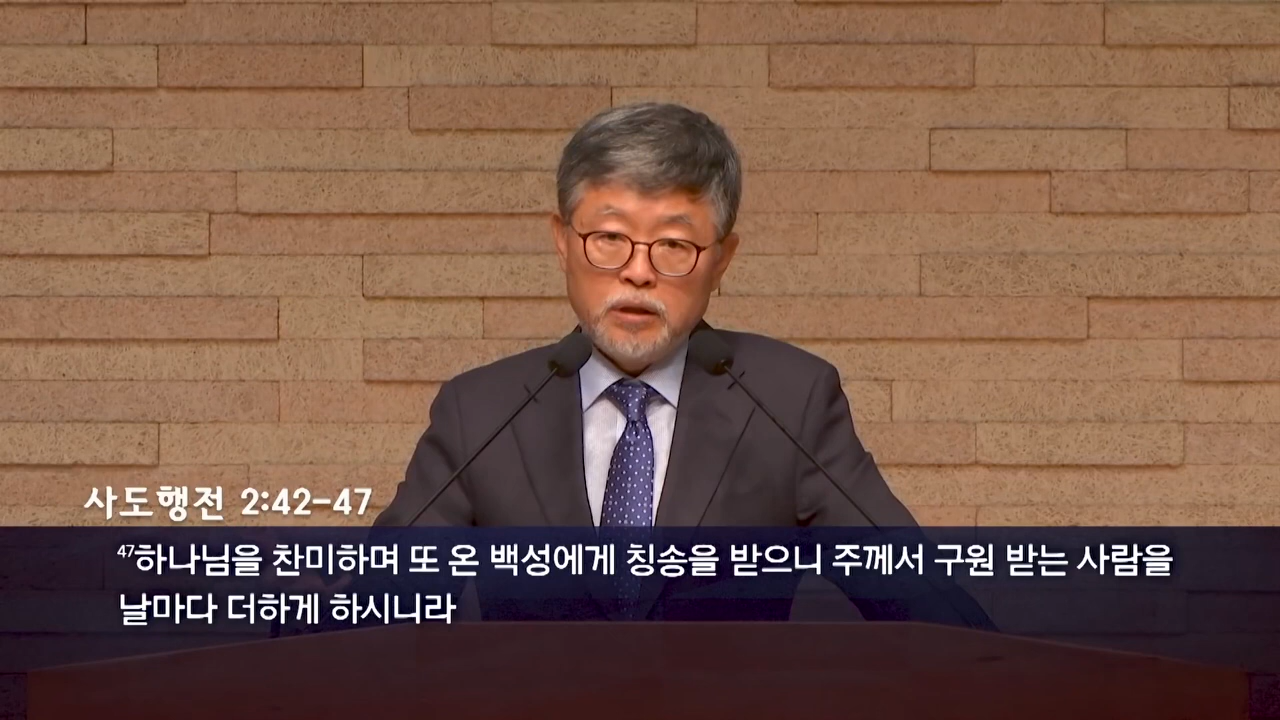 사도행전 2:42-47
47하나님을 찬미하며 또 온 백성에게 칭송을 받으니 주께서 구원 받는 사람을
날마다 더하게 하시니라